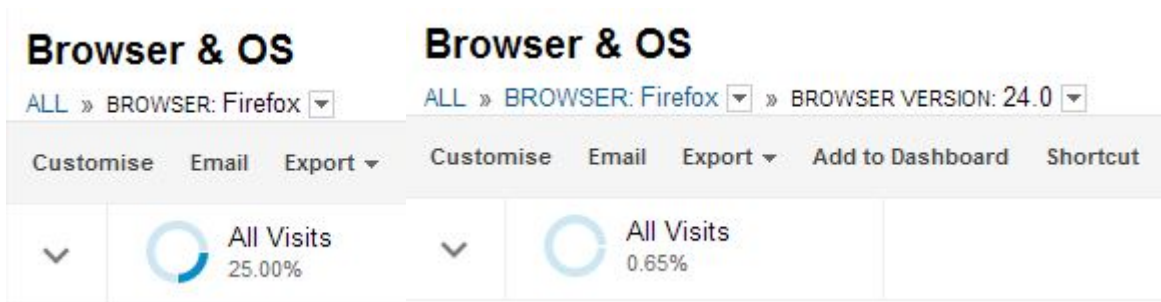 Browser & OS
ALL » BROWSER: Firefox
Customise Email Export
All Visits
25.00%
Browser & OS
ALL » BROWSER: Firefox » BROWSER VERSION: 24.0
Customise Email Export Add to Dashboard Shortcut
All Visits
0.65%